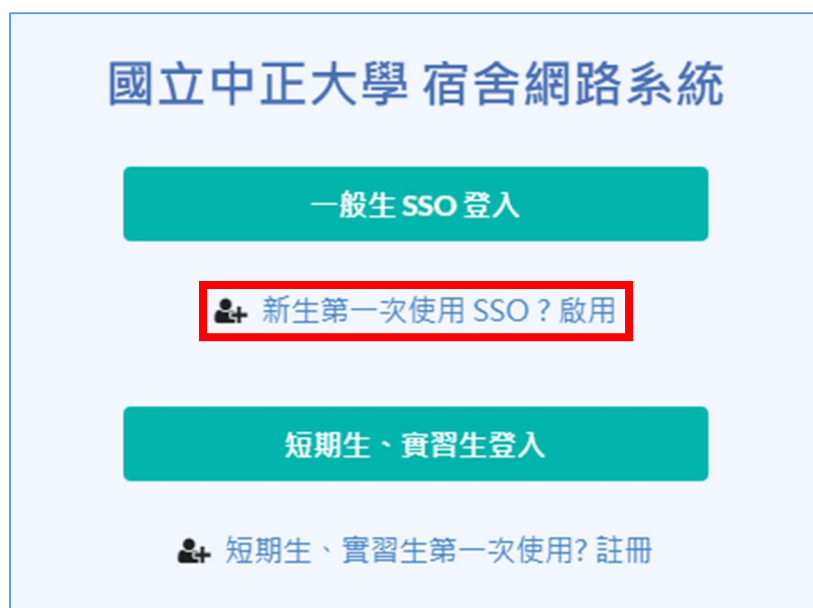 國立中正大學 宿舍網路系統
一般生 SSO 登入
新生第一次使用 SSO？啟用
短期生、實習生登入
短期生、實習生第一次使用? 註冊